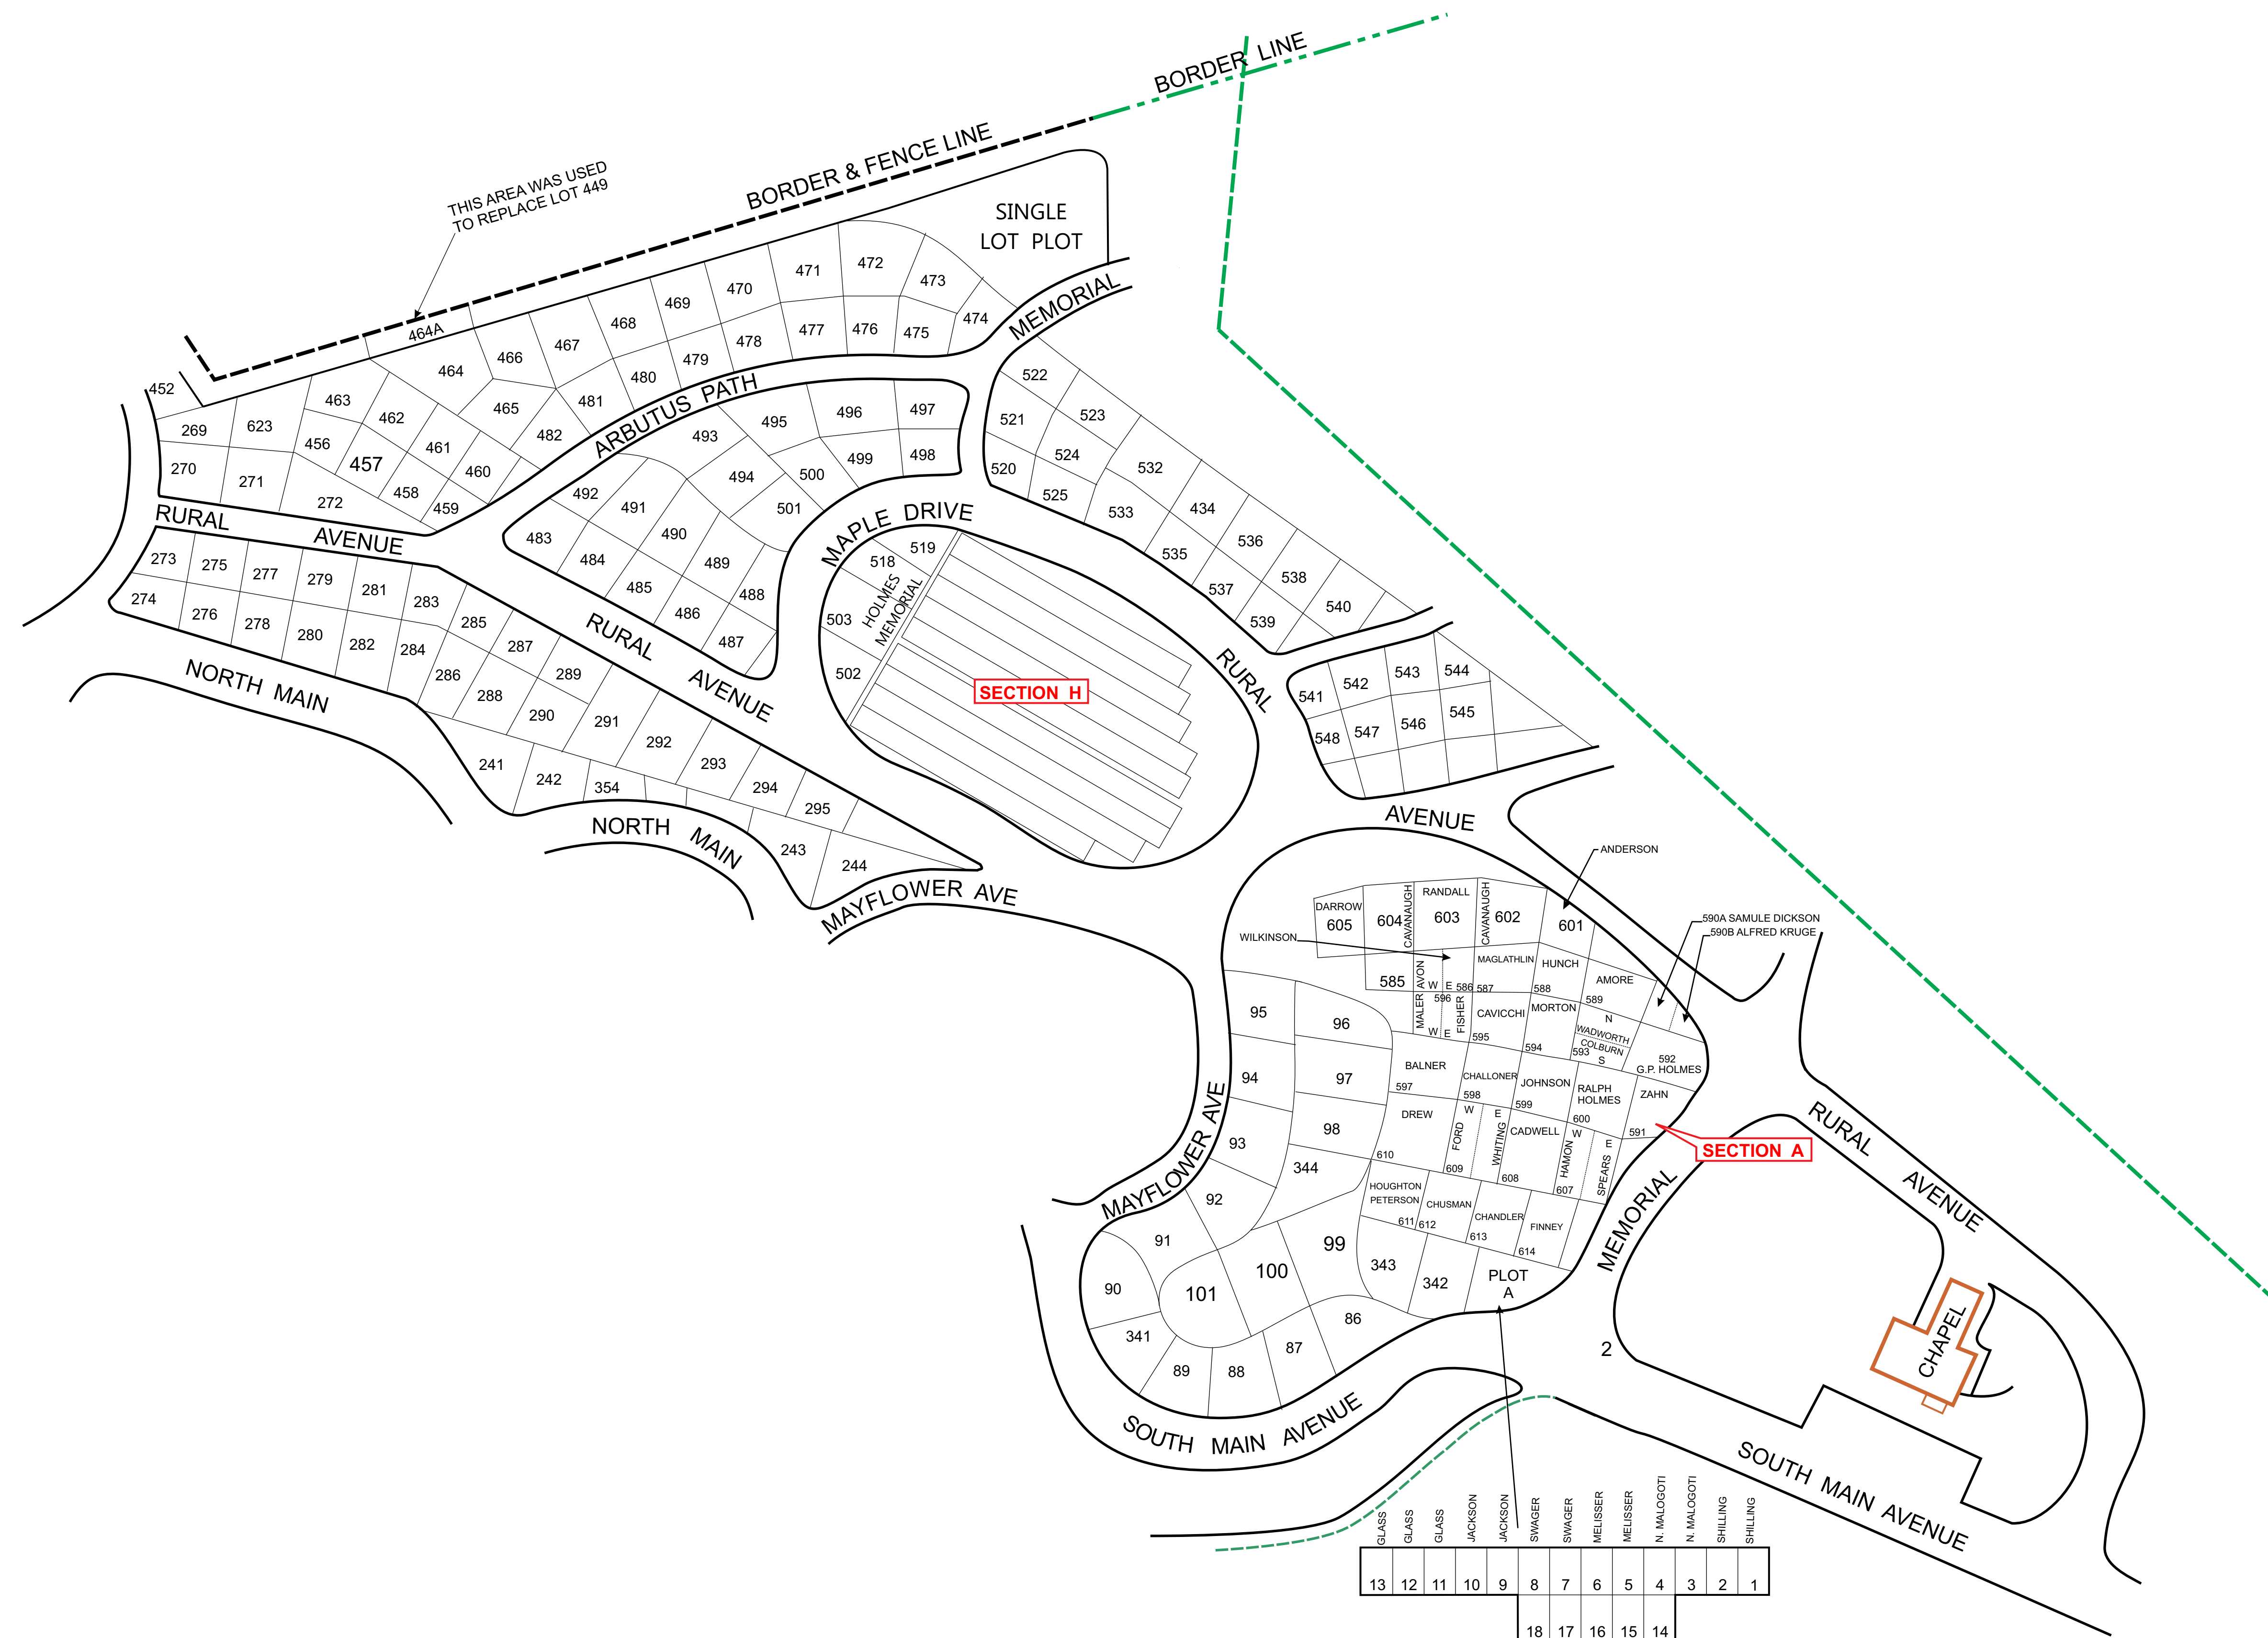 BORDER LINE
BORDER & FENCE LINE
THIS AREA WAS USED
TO REPLACE LOT 449
SINGLE
LOT PLOT
464A
464
466
467
468
469
470
471
472
473
474
475
476
477
478
479
480
481
482
465
452
269
623
463
462
461
460
456
457
458
459
270
271
272
MEMORIAL
ARBUTUS PATH
RURAL
AVENUE
492
491
493
494
495
496
497
498
499
500
501
483
484
485
486
487
488
489
490
522
521
520
523
524
525
532
533
434
535
536
537
538
539
540
MAPLE DRIVE
519
518
503
502
HOLMES
MEMORIAL
SECTION H
RURAL
541
542
543
544
545
546
547
548
AVENUE
273
275
277
279
281
283
285
287
289
274
276
278
280
282
284
286
288
290
291
292
293
294
295
RURAL
AVENUE
NORTH MAIN
241
242
354
243
244
NORTH MAIN
MAYFLOWER AVE
ANDERSON
590A SAMULE DICKSON
590B ALFRED KRUGE
WILKINSON
DARROW
605
604
CAVANAUGH
RANDALL
603
CAVANAUGH
602
601
585
AVON
W
E
586
MAGLATHLIN
587
HUNCH
588
AMORE
589
MALER
596
W
E
FISHER
CAVICCHI
595
MORTON
594
N
WADWORTH
COLBURN
593
S
592
G.P. HOLMES
BALNER
597
CHALLONER
598
JOHNSON
599
RALPH
HOLMES
600
ZAHN
591
DREW
610
W
FORD
609
E
WHITING
CADWELL
608
W
HAMON
607
E
SPEARS
HOUGHTON
PETERSON
611
CHUSMAN
612
CHANDLER
613
FINNEY
614
SECTION A
95
96
94
97
93
98
344
92
91
90
99
100
101
343
342
PLOT
A
341
89
88
87
86
MAYFLOWER AVE
MEMORIAL
RURAL
AVENUE
2
CHAPEL
SOUTH MAIN AVENUE
SOUTH MAIN AVENUE
GLASS
GLASS
GLASS
JACKSON
JACKSON
SWAGER
SWAGER
MELISSER
MELISSER
N. MALOGOTI
N. MALOGOTI
SHILLING
SHILLING
13 12 11 10 9 8 7 6 5 4 3 2 1
18 17 16 15 14